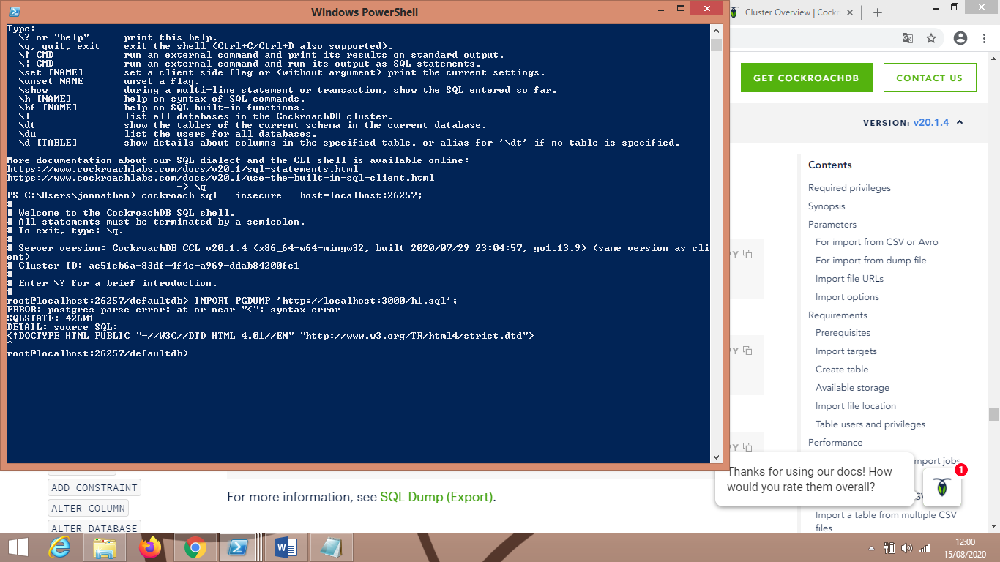 Windows PowerShell
Type:
\? or "help" print this help.
\q, quit, exit exit the shell (Ctrl+C/Ctrl+D also supported).
\! CMD run an external command and print its results on standard output.
\| CMD run an external command and run its output as SQL statements.
\set [NAME] set a client-side flag or (without argument) print the current settings.
\unset NAME unset a flag.
\show during a multi-line statement or transaction, show the SQL entered so far.
\h [NAME] help on syntax of SQL commands.
\hf [NAME] help on SQL built-in functions.
\l list all databases in the CockroachDB cluster.
\dt show the tables of the current schema in the current database.
\du list the users for all databases.
\d [TABLE] show details about columns in the specified table, or alias for '\dt' if no table is specified.
More documentation about our SQL dialect and the CLI shell is available online:
https://www.cockroachlabs.com/docs/v20.1/sql-statements.html
https://www.cockroachlabs.com/docs/v20.1/use-the-built-in-sql-client.html
-> \q
PS C:\Users\jonnathan> cockroach sql --insecure --host=localhost:26257;
#
# Welcome to the CockroachDB SQL shell.
# All statements must be terminated by a semicolon.
# To exit, type: \q.
#
# Server version: CockroachDB CCL v20.1.4 (x86_64-w64-mingw32, built 2020/07/29 23:04:57, go1.13.9) (same version as cli
ent)
# Cluster ID: ac51cb6a-83df-4f4c-a969-ddab84200fe1
#
# Enter \? for a brief introduction.
#
root@localhost:26257/defaultdb> IMPORT PGDUMP 'http://localhost:3000/h1.sql';
ERROR: postgres parse error: at or near "<": syntax error
SQLSTATE: 42601
DETAIL: source SQL:
<!DOCTYPE HTML PUBLIC "-//W3C//DTD HTML 4.01//EN" "http://www.w3.org/TR/html4/strict.dtd">
^
root@localhost:26257/defaultdb>
Cluster Overview | Cockr
GET COCKROACHDB
CONTACT US
VERSION: v20.1.4
Contents
Required privileges
Synopsis
Parameters
For import from CSV or Avro
For import from dump file
Import file URLs
Import options
Requirements
Prerequisites
Import targets
Create table
Available storage
Import file location
Table users and privileges
Performance
mport jobs
Import a table from multiple CSV
files
PY
PY
PY
Thanks for using our docs! How
would you rate them overall?
1
ADD CONSTRAINT
ALTER COLUMN
ALTER DATABASE
For more information, see SQL Dump (Export).
12:00
15/08/2020